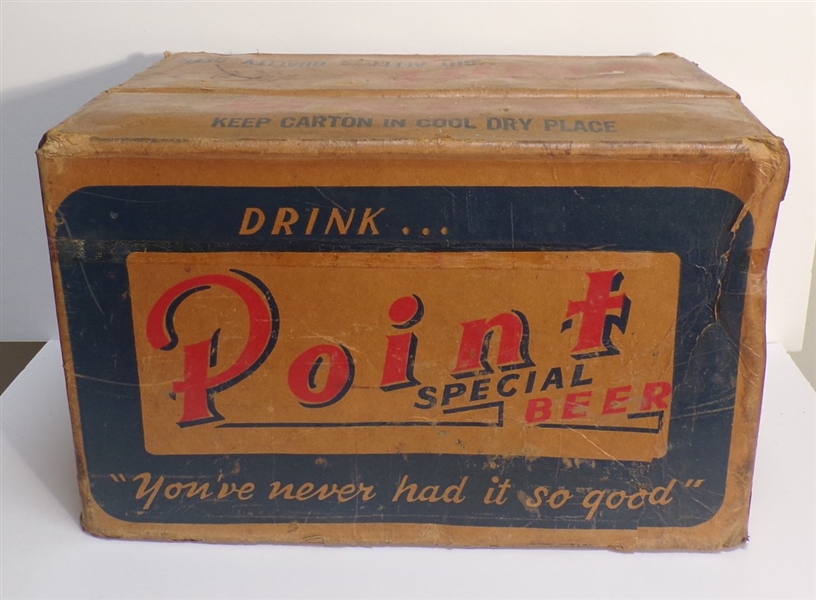 KEEP CARTON IN COOL DRY PLACE
DRINK...
Point
SPECIAL
BEER
"You've never had it so good"